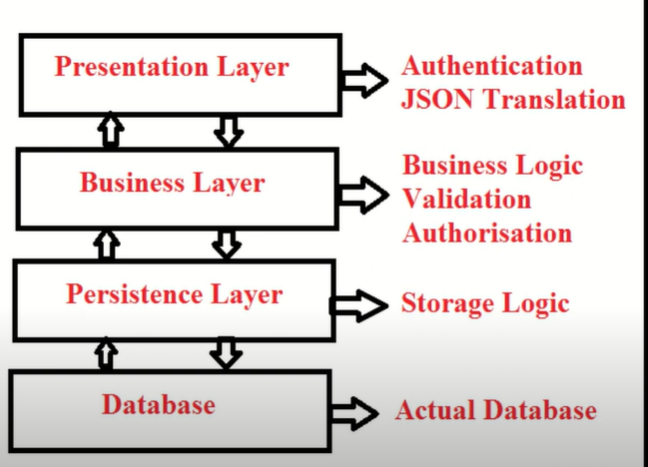 Presentation Layer
Authentication
JSON Translation
Business Layer
Business Logic
Validation
Authorisation
Persistence Layer
Storage Logic
Database
Actual Database